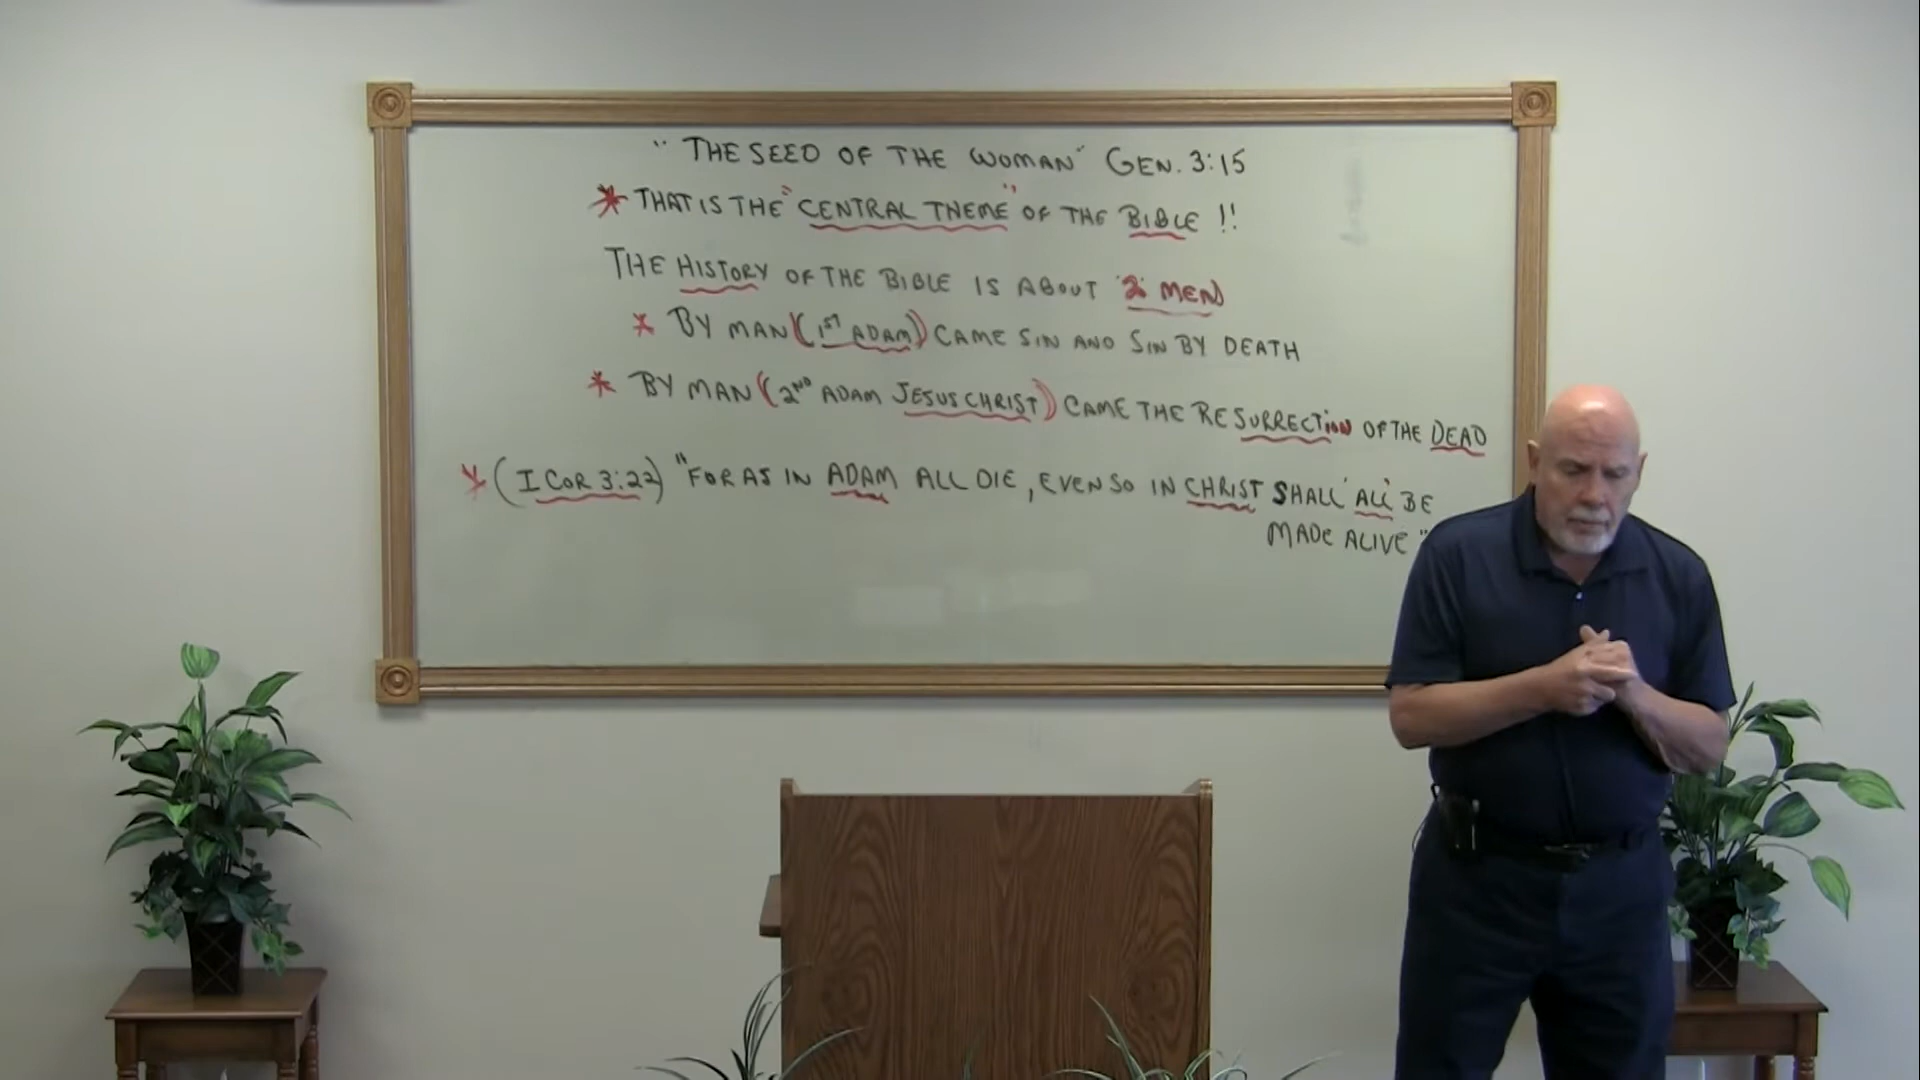 "THE SEED OF THE WOMAN" GEN. 3:15
* THAT IS THE "CENTRAL THEME" OF THE BIBLE !!
THE HISTORY OF THE BIBLE IS ABOUT "2" MEN
* BY MAN (1ST ADAM) CAME SIN AND SIN BY DEATH
* BY MAN (2ND ADAM JESUS CHRIST) CAME THE RESURRECTION OF THE DEAD
* (I COR 3:22) "FOR AS IN ADAM ALL DIE, EVEN SO IN CHRIST SHALL "ALL" BE
MADE ALIVE"